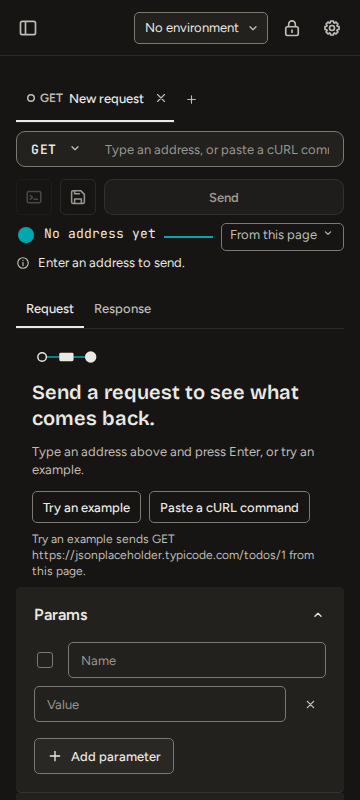 No environment
GET New request
GET Type an address, or paste a cURL comm
Send
No address yet From this page
Enter an address to send.
Request Response
Send a request to see what
comes back.
Type an address above and press Enter, or try an
example.
Try an example Paste a cURL command
Try an example sends GET
https://jsonplaceholder.typicode.com/todos/1 from
this page.
Params
Name
Value
Add parameter